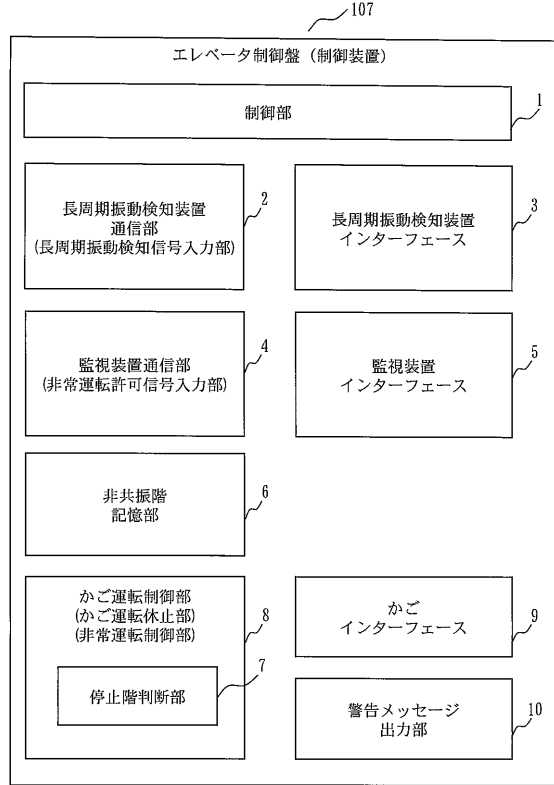 107
エレベータ制御盤（制御装置）
制御部
1
長周期振動検知装置
通信部
(長周期振動検知信号入力部)
2
長周期振動検知装置
インターフェース
3
監視装置通信部
(非常運転許可信号入力部)
4
監視装置
インターフェース
5
非共振階
記憶部
6
かご運転制御部
(かご運転休止部)
(非常運転制御部)
8
停止階判断部
7
かご
インターフェース
9
警告メッセージ
出力部
10